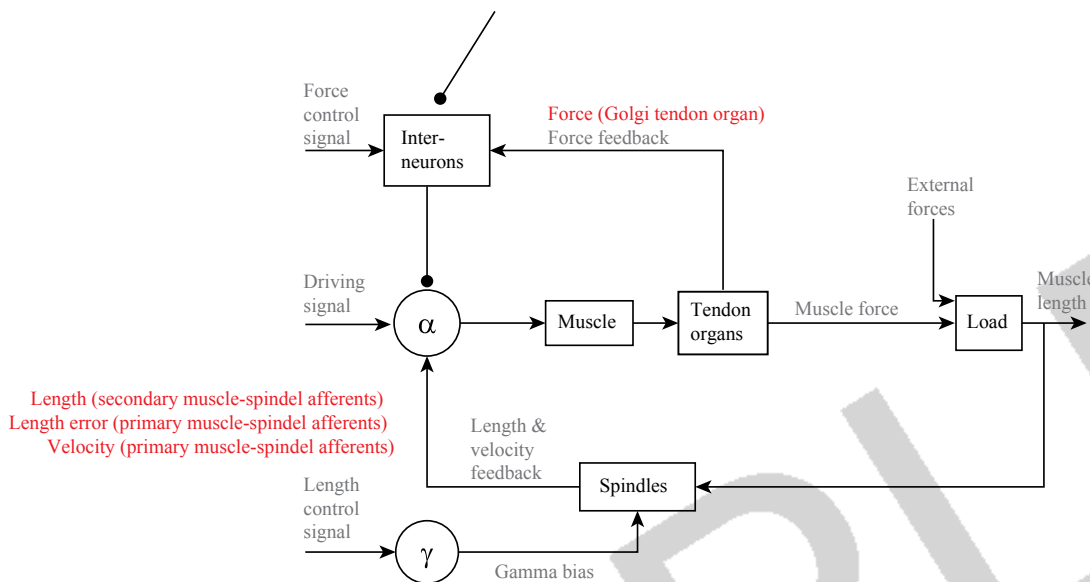 Force
control
signal
Inter-
neurons
Force (Golgi tendon organ)
Force feedback
External
forces
Driving
signal
α
Muscle
Tendon
organs
Muscle force
Load
Muscle
length
Length (secondary muscle-spindel afferents)
Length error (primary muscle-spindel afferents)
Velocity (primary muscle-spindel afferents)
Length &
velocity
feedback
Spindles
Length
control
signal
γ
Gamma bias